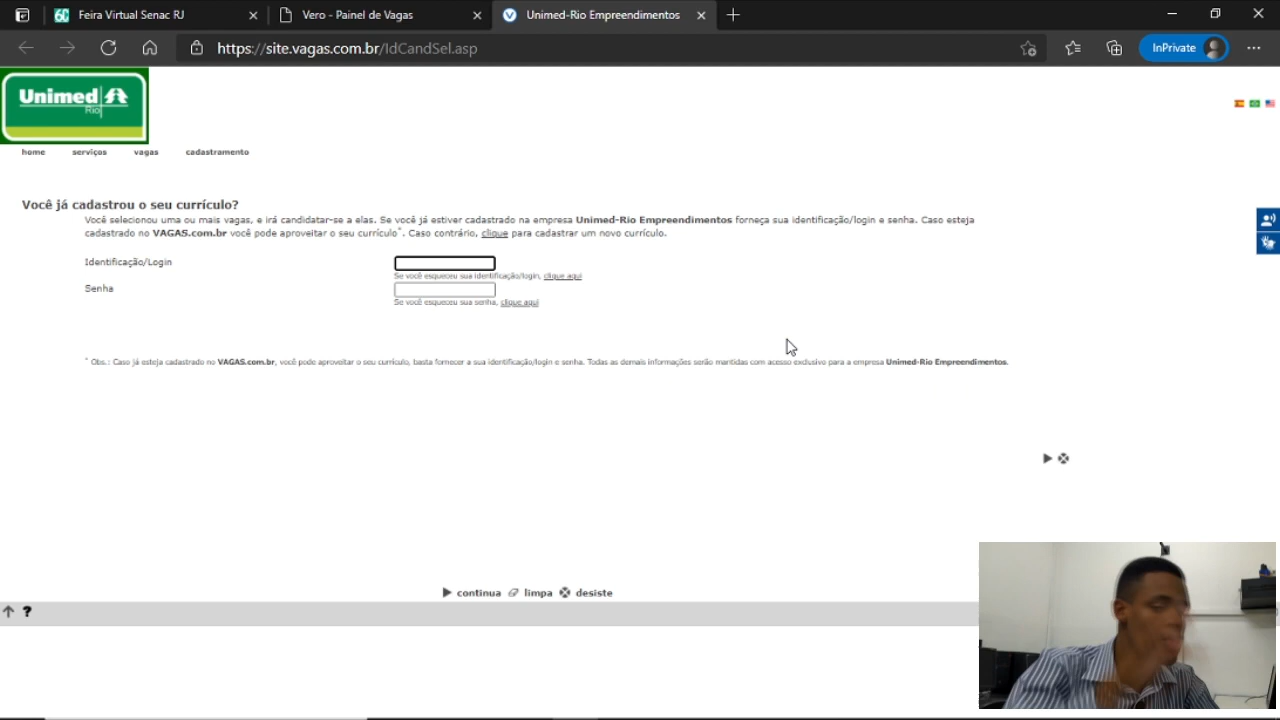 Feira Virtual Senac RJ
Vero - Painel de Vagas
Unimed-Rio Empreendimentos
https://site.vagas.com.br/IdCandSel.asp
InPrivate
Unimed
Rio
home serviços vagas cadastramento
Você já cadastrou o seu currículo?
Você selecionou uma ou mais vagas, e irá candidatar-se a elas. Se você já estiver cadastrado na empresa Unimed-Rio Empreendimentos forneça sua identificação/login e senha. Caso esteja
cadastrado no VAGAS.com.br você pode aproveitar o seu currículo*. Caso contrário, clique para cadastrar um novo currículo.
Identificação/Login
Se você esqueceu sua identificação/login, clique aqui
Senha
Se você esqueceu sua senha, clique aqui
* Obs.: Caso já esteja cadastrado no VAGAS.com.br, você pode aproveitar o seu currículo, basta fornecer a sua identificação/login e senha. Todas as demais informações serão mantidas com acesso exclusivo para a empresa Unimed-Rio Empreendimentos.
continua limpa desiste
?